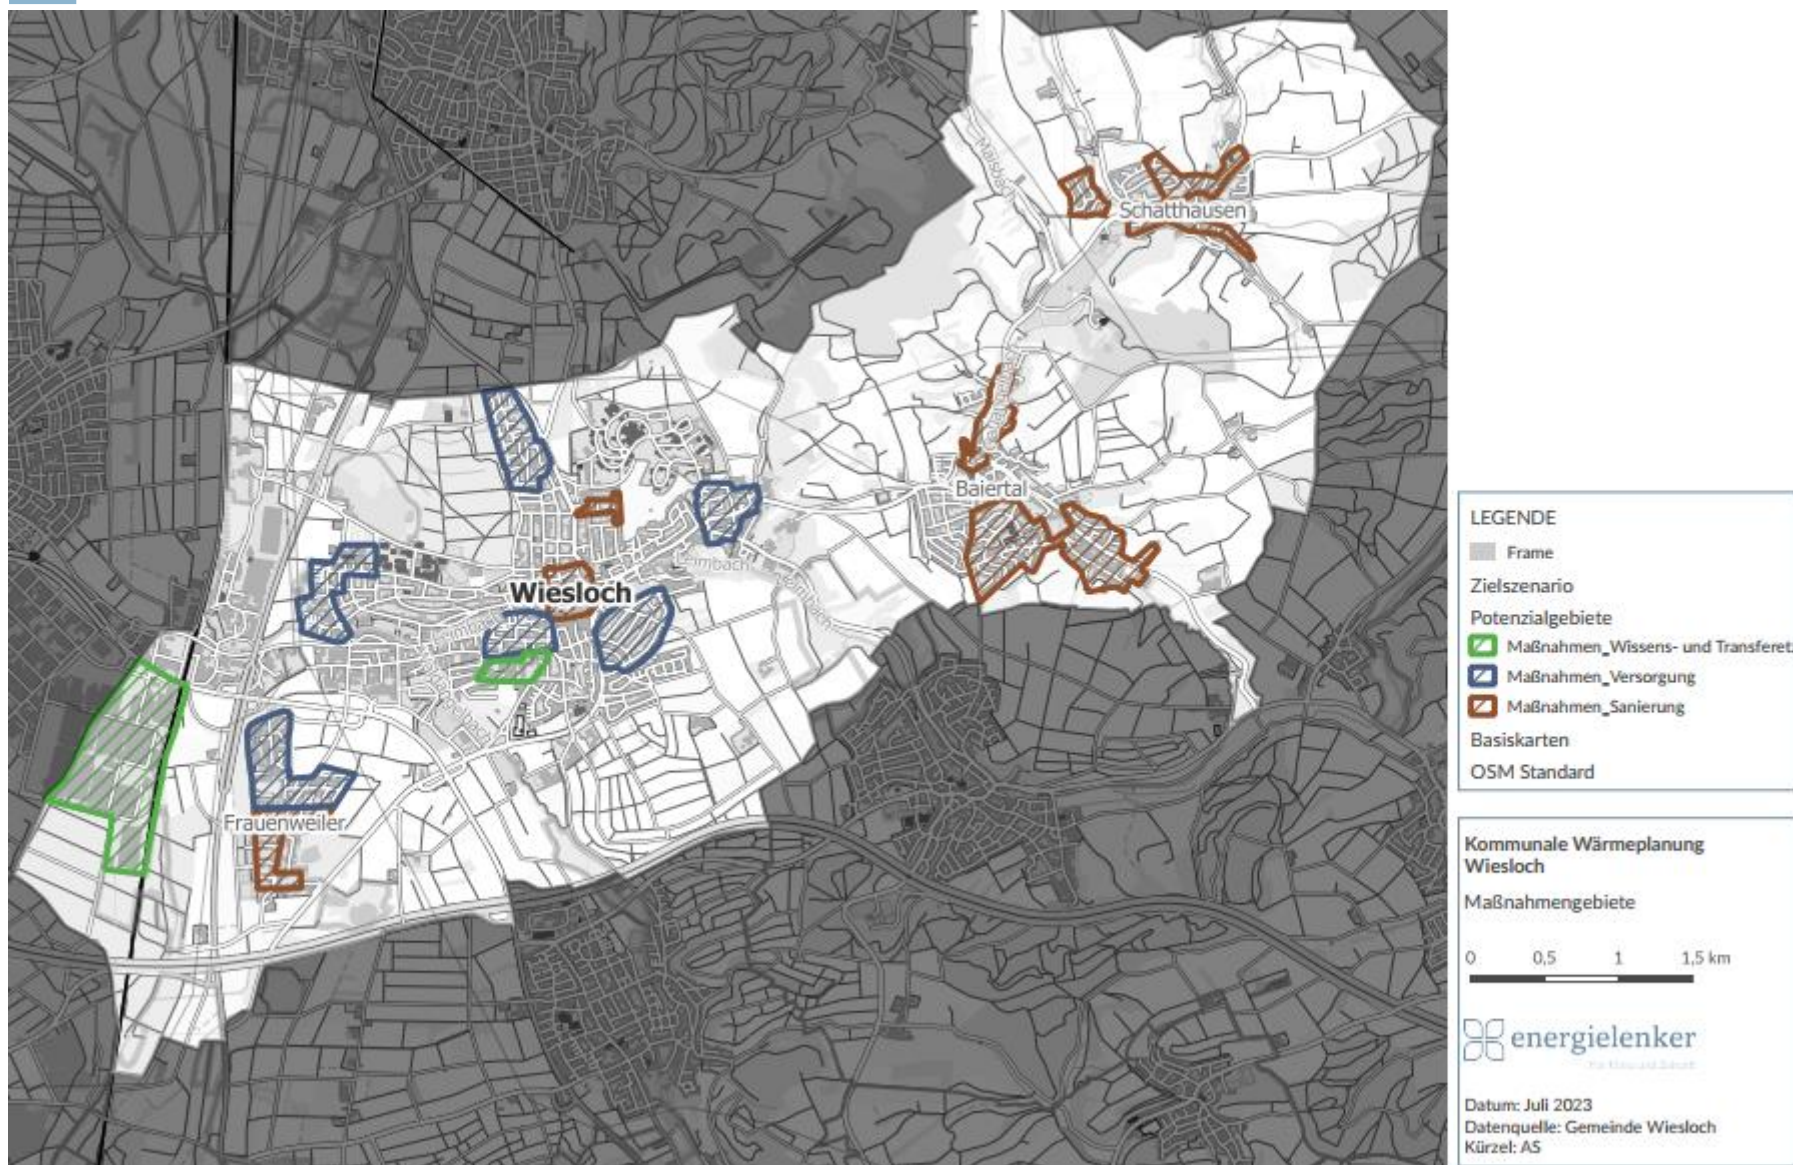 Schatthausen
Baiertal
Wiesloch
Frauenweiler
LEGENDE
Frame
Zielszenario
Potenzialgebiete
Maßnahmen_Wissens- und Transferet
Maßnahmen_Versorgung
Maßnahmen_Sanierung
Basiskarten
OSM Standard
Kommunale Wärmeplanung
Wiesloch
Maßnahmengebiete
0 0,5 1 1,5 km
energielenker
Datum: Juli 2023
Datenquelle: Gemeinde Wiesloch
Kürzel: AS